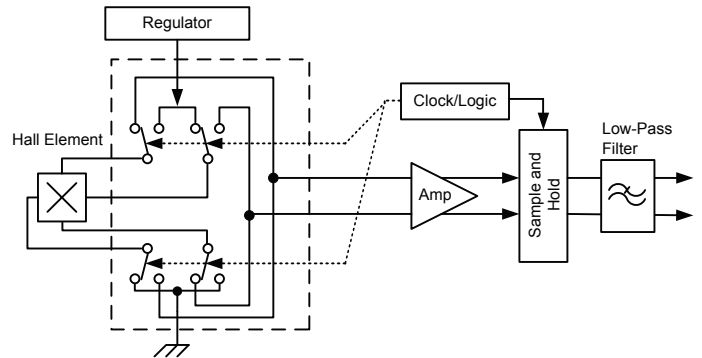 Regulator
Clock/Logic
Hall Element
Low-Pass
Filter
Amp
Sample and
Hold